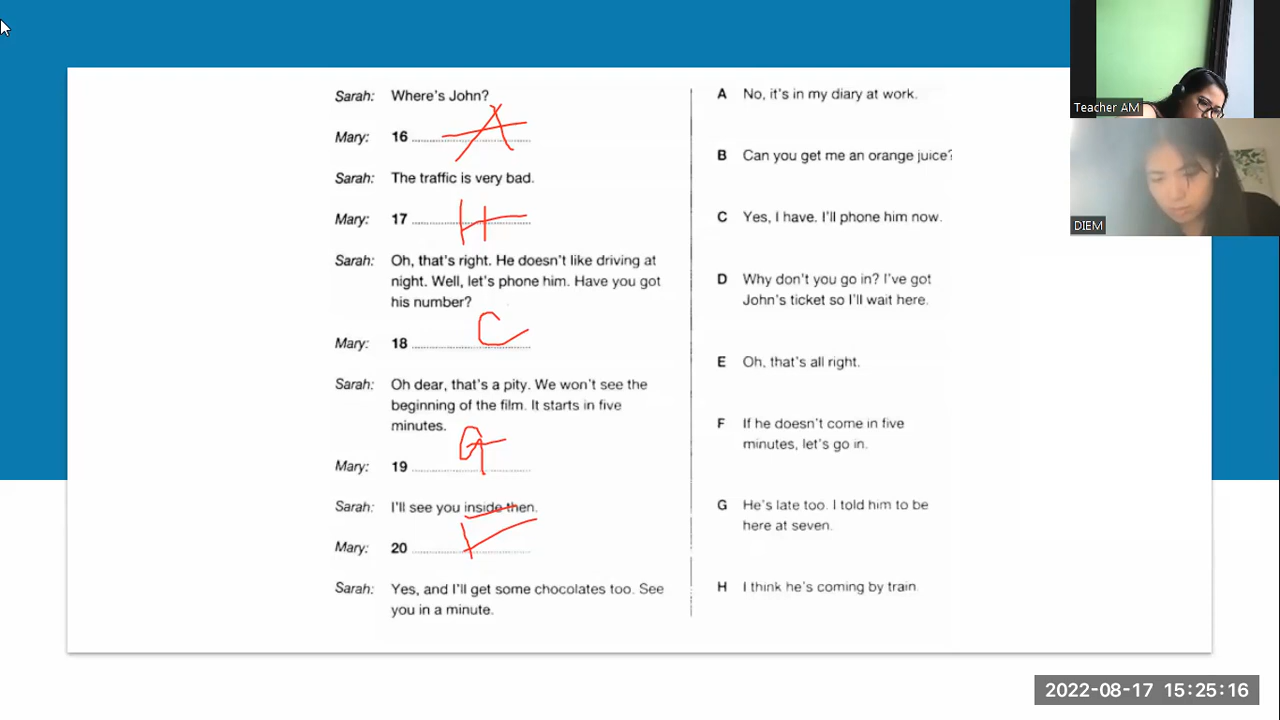 Sarah: Where's John?
Mary: 16 A
Sarah: The traffic is very bad.
Mary: 17 H
Sarah: Oh, that's right. He doesn't like driving at
night. Well, let's phone him. Have you got
his number?
Mary: 18 C
Sarah: Oh dear, that's a pity. We won't see the
beginning of the film. It starts in five
minutes.
Mary: 19
Sarah: I'll see you inside then.
Mary: 20
Sarah: Yes, and I'll get some chocolates too. See
you in a minute.
A No, it's in my diary at work.
B Can you get me an orange juice?
C Yes, I have. I'll phone him now.
D Why don't you go in? I've got
John's ticket so I'll wait here.
E Oh, that's all right.
F If he doesn't come in five
minutes, let's go in.
G He's late too. I told him to be
here at seven.
H I think he's coming by train.
Teacher AM
DIEM
2022-08-17 15:25:16